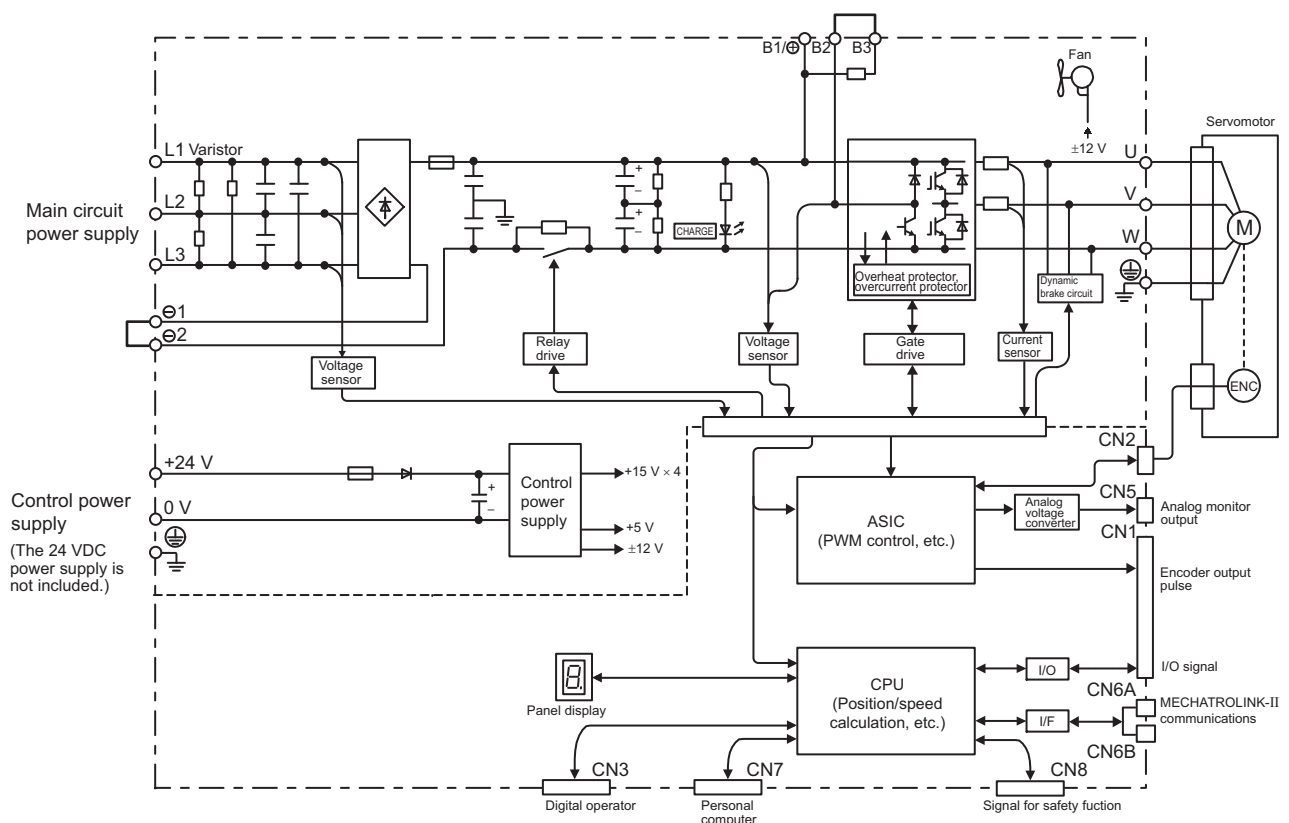 B1/⊕
B2
B3
Fan
±12 V
Servomotor
L1
Varistor
U
L2
V
Main circuit
power supply
CHARGE
W
M
L3
Overheat protector,
overcurrent protector
Dynamic
brake circuit
⊖1
⊖2
Voltage
sensor
Relay
drive
Voltage
sensor
Gate
drive
Current
sensor
ENC
+
–
+
–
CN2
+24 V
+15 V × 4
Control
power
supply
+
–
+5 V
±12 V
0 V
Control power
supply
(The 24 VDC
power supply is
not included.)
ASIC
(PWM control, etc.)
Analog
voltage
converter
CN5
Analog monitor
output
CN1
Encoder output
pulse
I/O
I/O signal
CPU
(Position/speed
calculation, etc.)
8.
Panel display
CN6A
I/F
MECHATROLINK-II
communications
CN6B
CN3
CN7
CN8
Digital operator
Personal
computer
Signal for safety fuction